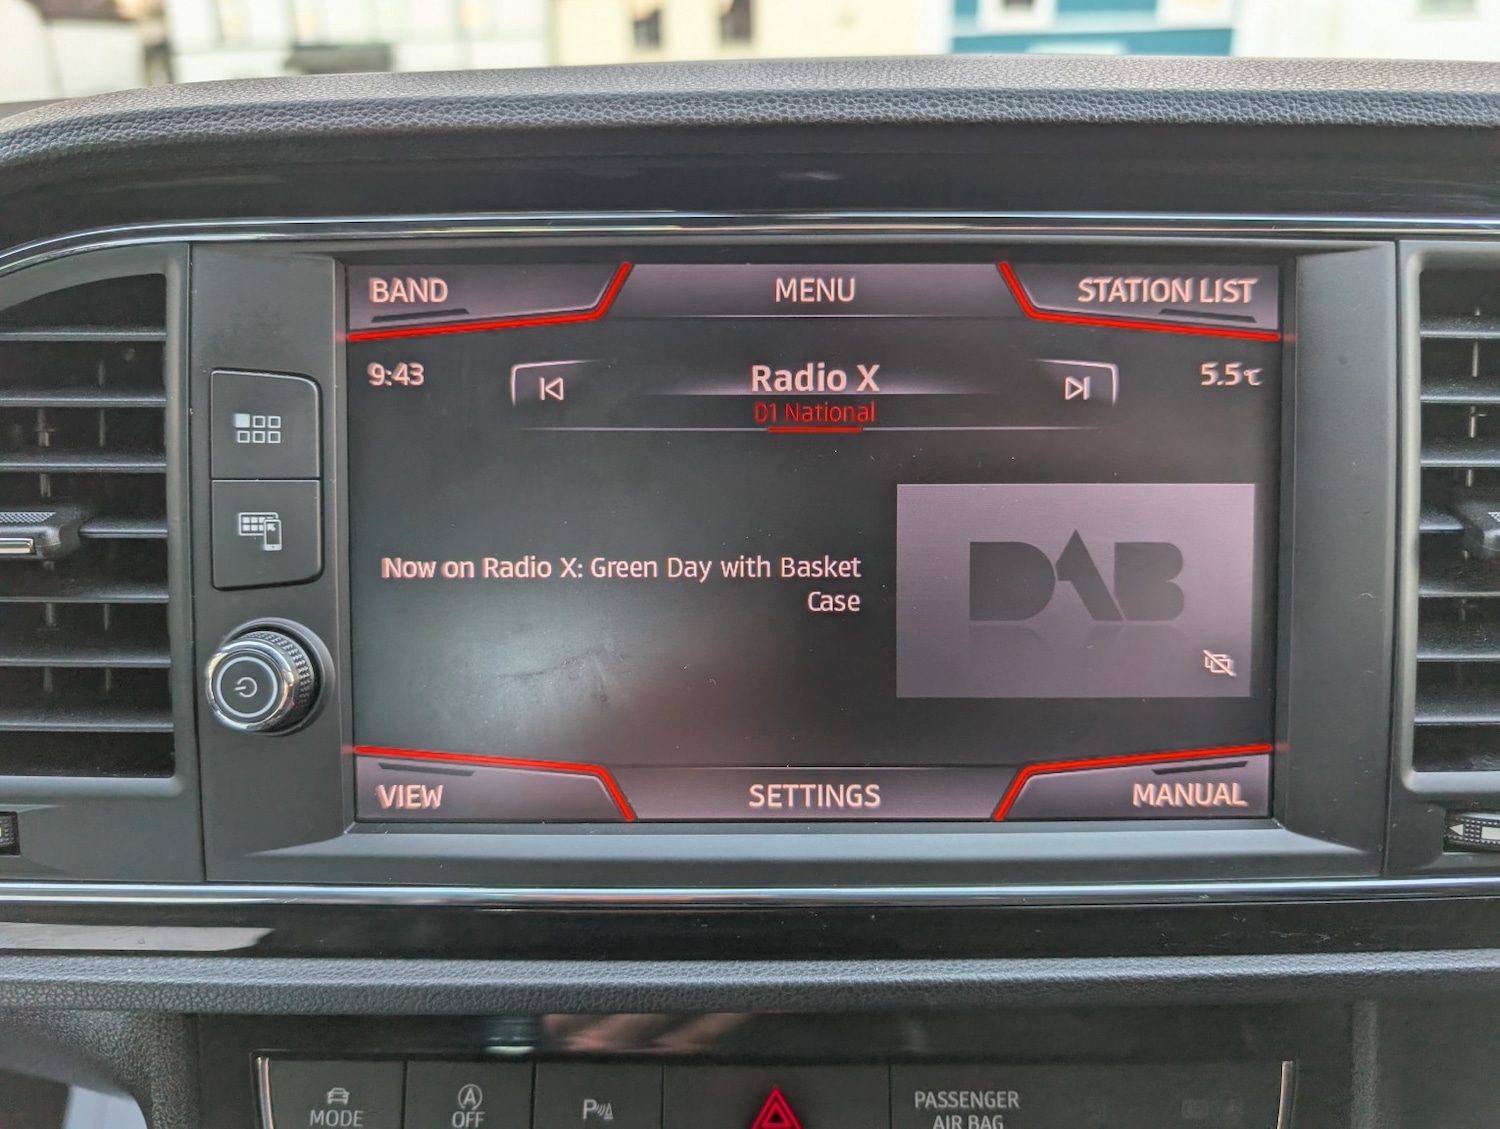 BAND
MENU
STATION LIST
9:43
Radio X
5.5℃
D1 National
Now on Radio X: Green Day with Basket
Case
DAB
VIEW
SETTINGS
MANUAL
MODE
A
OFF
P
PASSENGER
AIR BAG